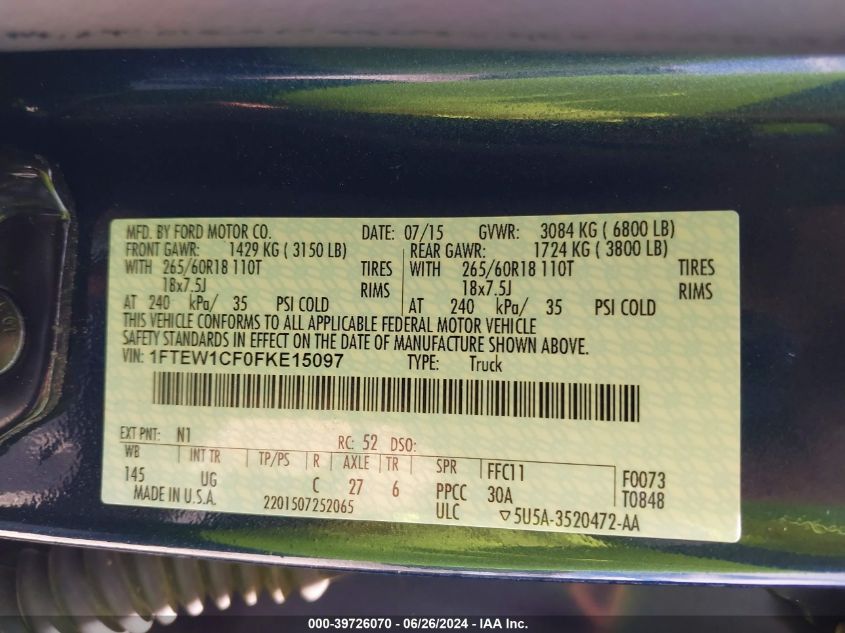 MFD. BY FORD MOTOR CO. DATE: 07/15 GVWR: 3084 KG ( 6800 LB)
FRONT GAWR: 1429 KG ( 3150 LB) REAR GAWR: 1724 KG ( 3800 LB)
WITH 265/60R18 110T TIRES WITH 265/60R18 110T TIRES
18x7.5J RIMS 18x7.5J RIMS
AT 240 kPa/ 35 PSI COLD AT 240 kPa/ 35 PSI COLD
THIS VEHICLE CONFORMS TO ALL APPLICABLE FEDERAL MOTOR VEHICLE
SAFETY STANDARDS IN EFFECT ON THE DATE OF MANUFACTURE SHOWN ABOVE.
VIN: 1FTEW1CF0FKE15097 TYPE: Truck
EXT PNT: N1 RC: 52 DSO:
WB INT TR TP/PS R AXLE TR SPR FFC11 F0073
145 UG C 27 6 PPCC 30A T0848
MADE IN U.S.A. 2201507252065 ULC ▽5U5A-3520472-AA
000-39726070 - 06/26/2024 - IAA Inc.